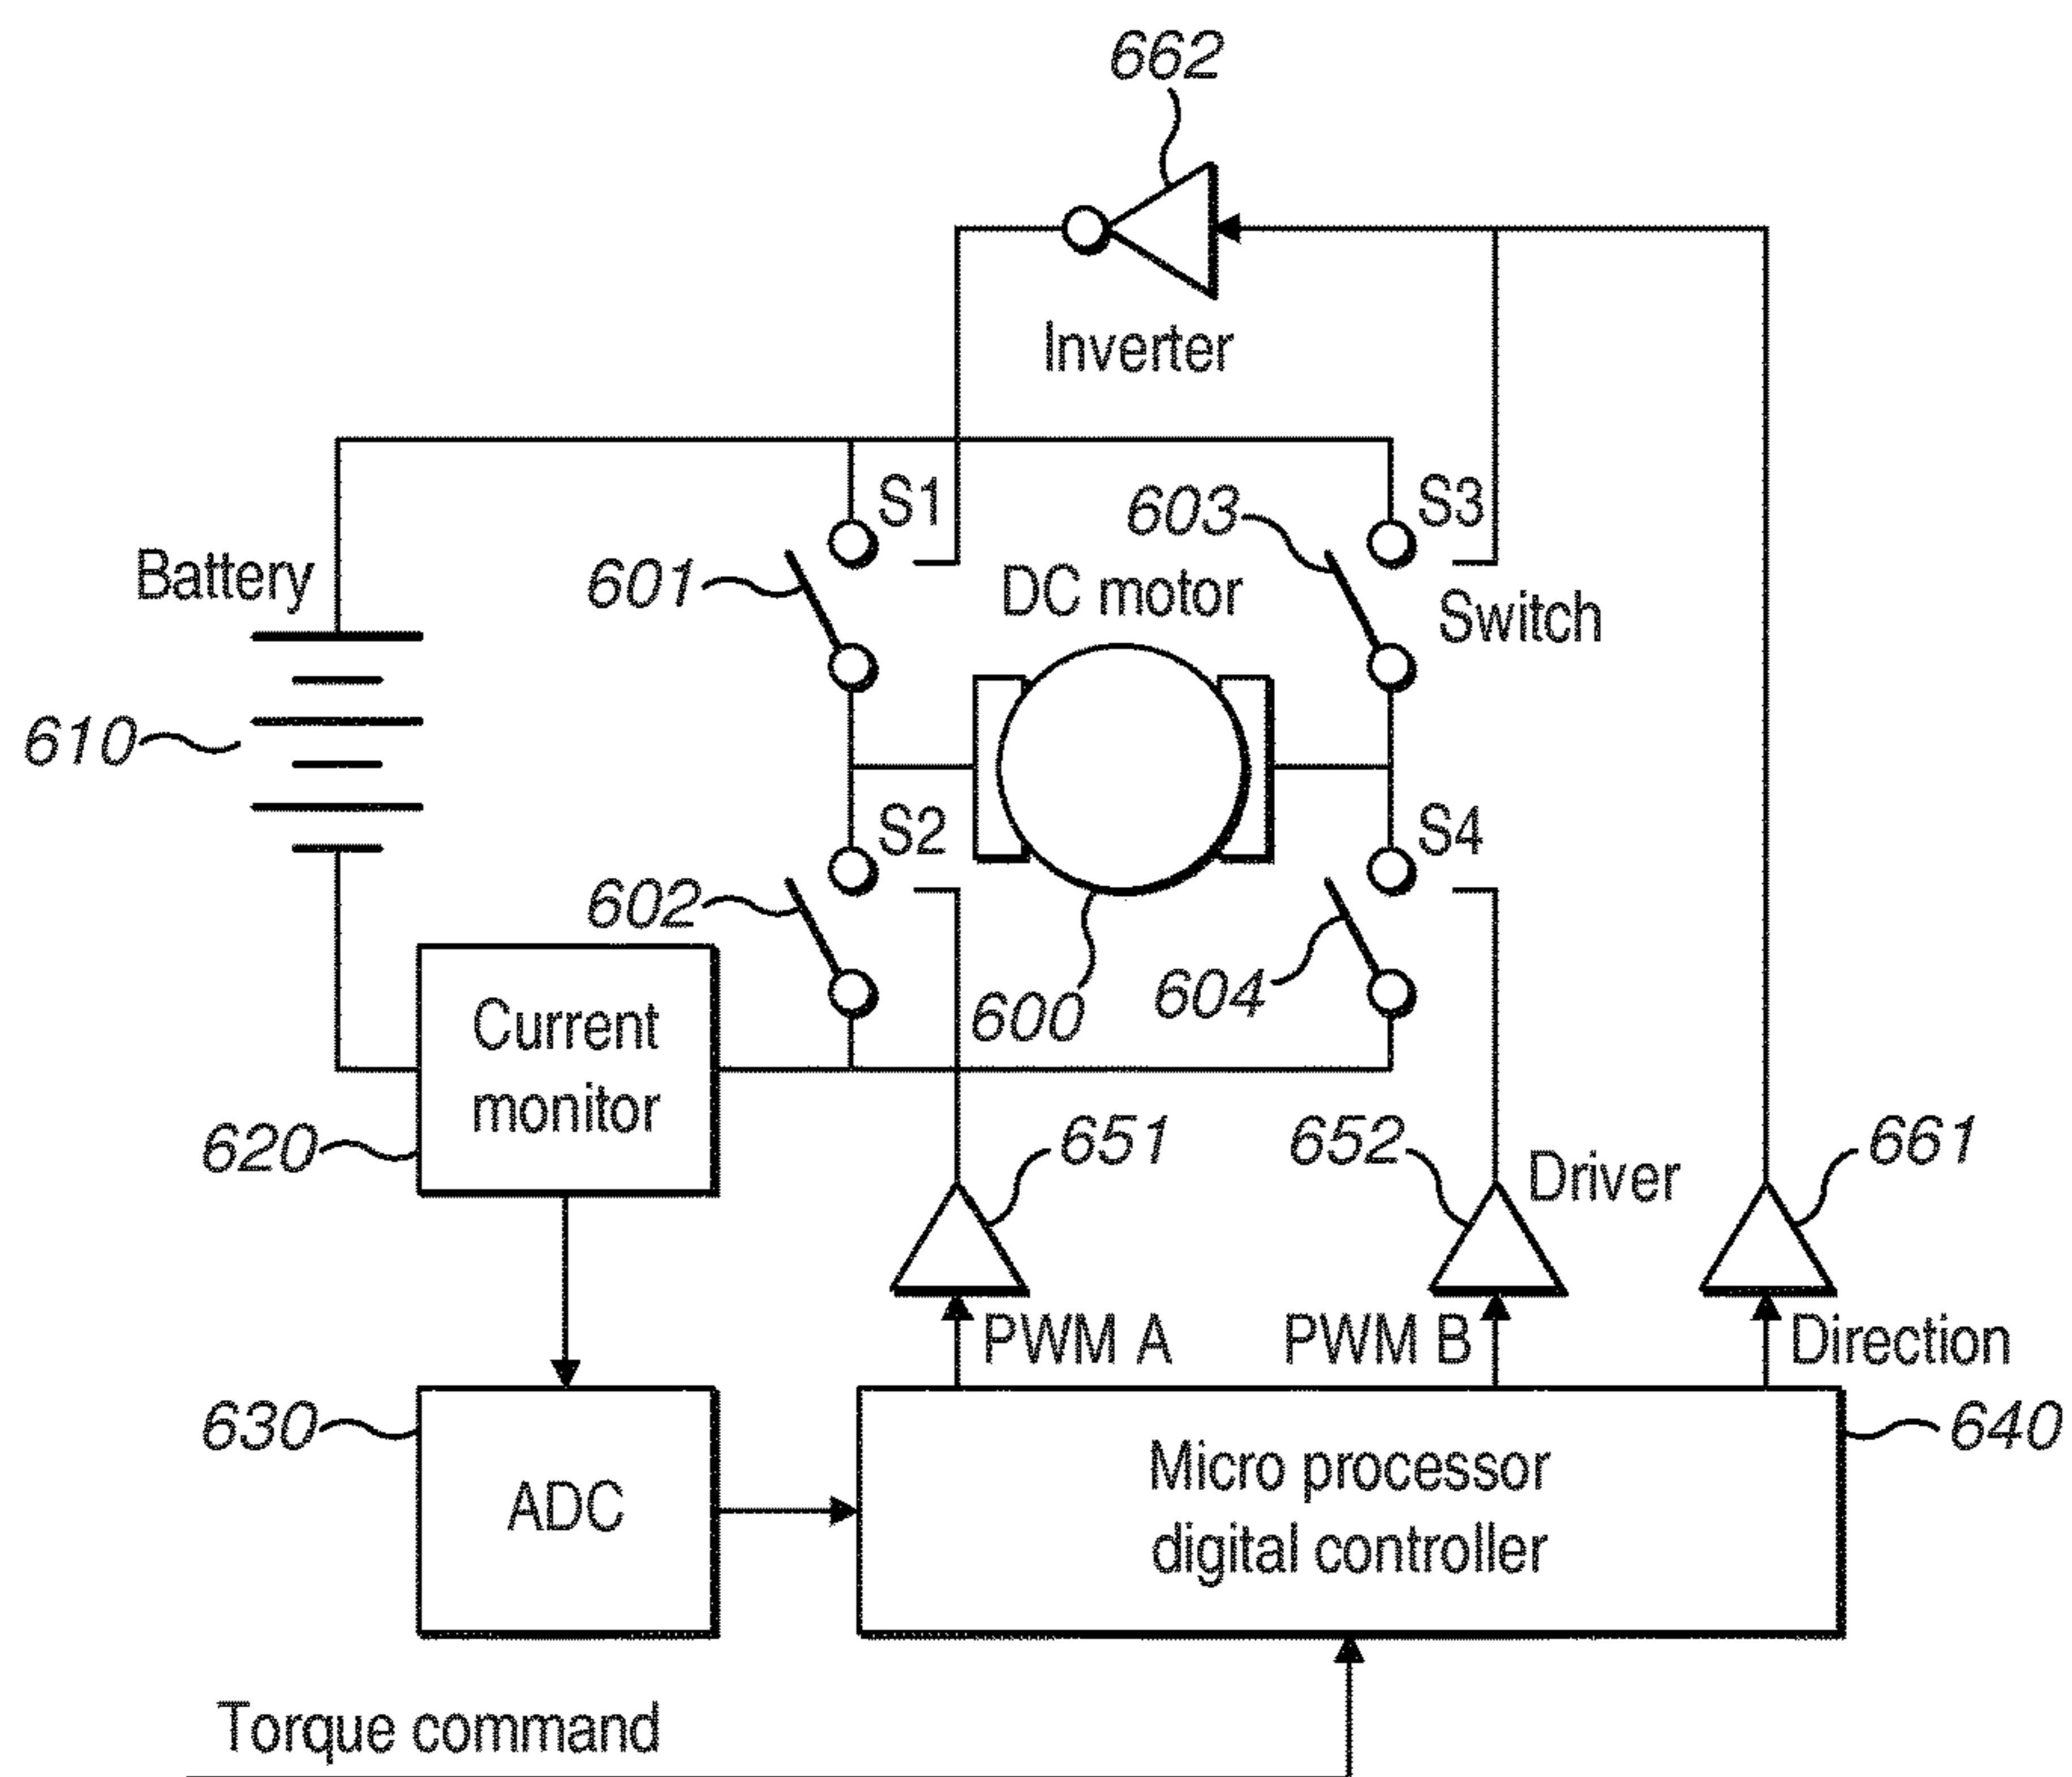 662
Inverter
S1
603
S3
Battery
601
DC motor
Switch
610
S2
S4
602
600
604
Current
monitor
620
651
652
Driver
661
PWM A
PWM B
Direction
630
ADC
Micro processor
digital controller
640
Torque command